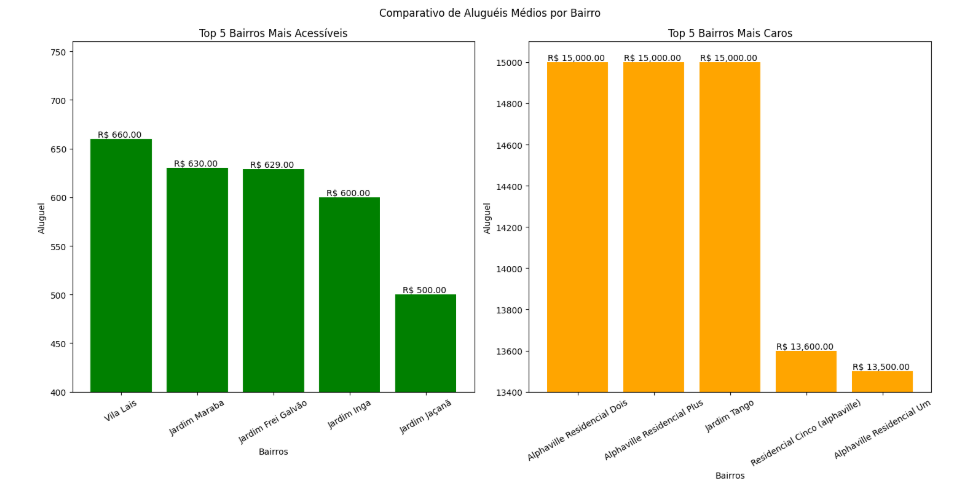 Comparativo de Aluguéis Médios por Bairro
Top 5 Bairros Mais Acessíveis
750
700
650
600
550
500
450
400
Aluguel
R$ 660.00
R$ 630.00
R$ 629.00
R$ 600.00
R$ 500.00
Vila Lais
Jardim Maraba
Jardim Frei Galvão
Jardim Inga
Jardim Jaçanã
Bairros
Top 5 Bairros Mais Caros
15000
14800
14600
14400
14200
14000
13800
13600
13400
Aluguel
R$ 15,000.00
R$ 15,000.00
R$ 15,000.00
R$ 13,600.00
R$ 13,500.00
Alphaville Residencial Dois
Alphaville Residencial Plus
Jardim Tango
Residencial Cinco (alphaville)
Alphaville Residencial Um
Bairros